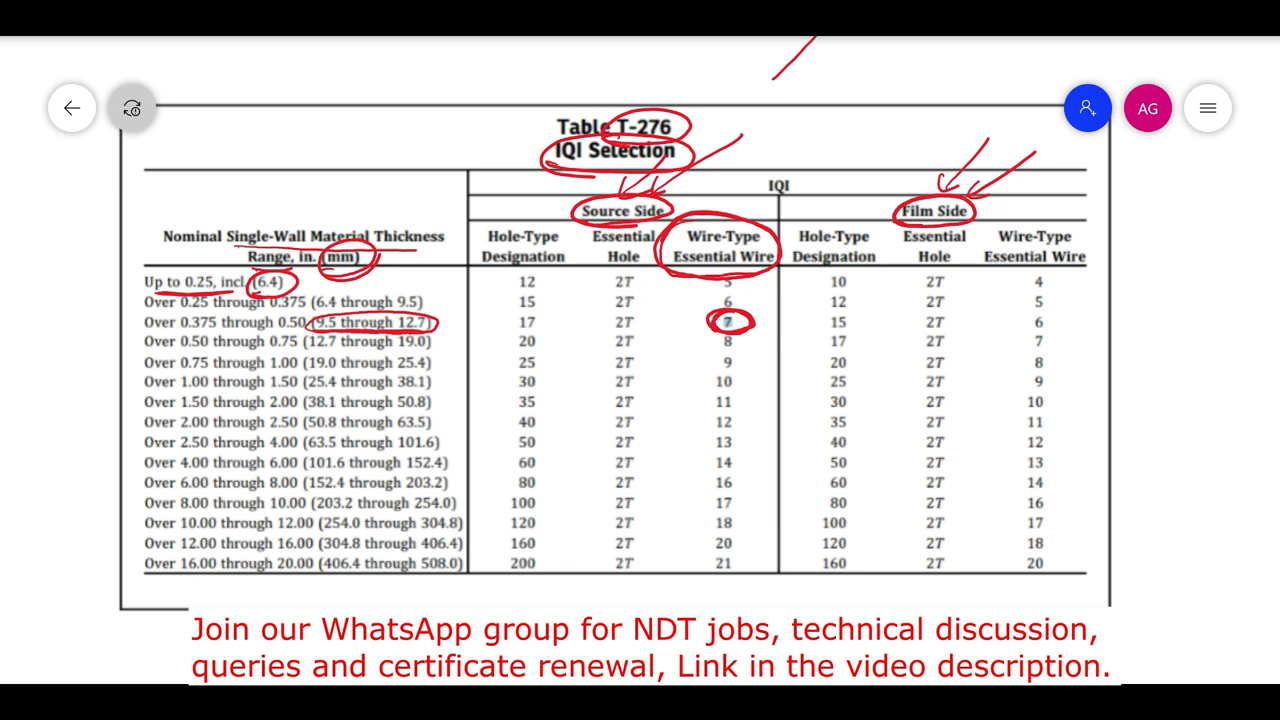 AG
Table T-276
IQI Selection
IQI
Source Side
Film Side
Nominal Single-Wall Material Thickness Range, in. (mm)
Hole-Type Designation
Essential Hole
Wire-Type Essential Wire
Hole-Type Designation
Essential Hole
Wire-Type Essential Wire
Up to 0.25, incl. (6.4) 12 2T 5 10 2T 4
Over 0.25 through 0.375 (6.4 through 9.5) 15 2T 6 12 2T 5
Over 0.375 through 0.50 (9.5 through 12.7) 17 2T 7 15 2T 6
Over 0.50 through 0.75 (12.7 through 19.0) 20 2T 8 17 2T 7
Over 0.75 through 1.00 (19.0 through 25.4) 25 2T 9 20 2T 8
Over 1.00 through 1.50 (25.4 through 38.1) 30 2T 10 25 2T 9
Over 1.50 through 2.00 (38.1 through 50.8) 35 2T 11 30 2T 10
Over 2.00 through 2.50 (50.8 through 63.5) 40 2T 12 35 2T 11
Over 2.50 through 4.00 (63.5 through 101.6) 50 2T 13 40 2T 12
Over 4.00 through 6.00 (101.6 through 152.4) 60 2T 14 50 2T 13
Over 6.00 through 8.00 (152.4 through 203.2) 80 2T 16 60 2T 14
Over 8.00 through 10.00 (203.2 through 254.0) 100 2T 17 80 2T 16
Over 10.00 through 12.00 (254.0 through 304.8) 120 2T 18 100 2T 17
Over 12.00 through 16.00 (304.8 through 406.4) 160 2T 20 120 2T 18
Over 16.00 through 20.00 (406.4 through 508.0) 200 2T 21 160 2T 20
Join our WhatsApp group for NDT jobs, technical discussion,
queries and certificate renewal, Link in the video description.